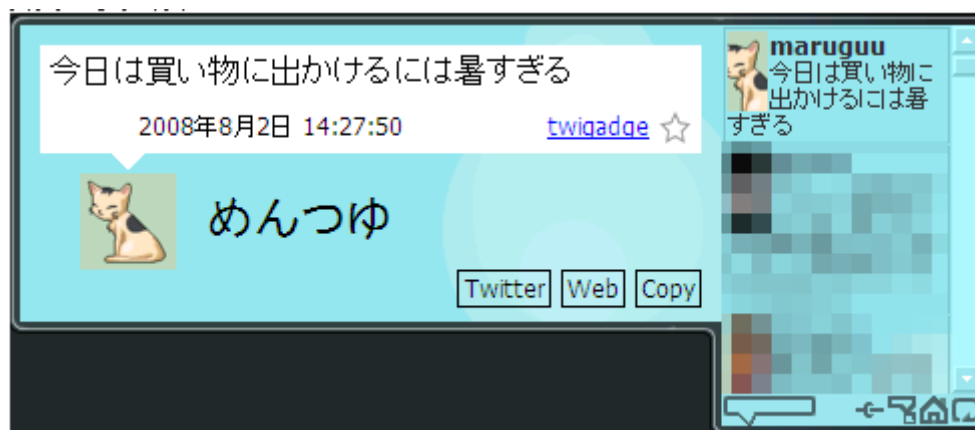 今日は買い物に出かけるには暑すぎる
2008年8月2日 14:27:50
twigadge
めんつゆ
Twitter Web Copy
maruguu
今日は買い物に
出かけるには暑
すぎる